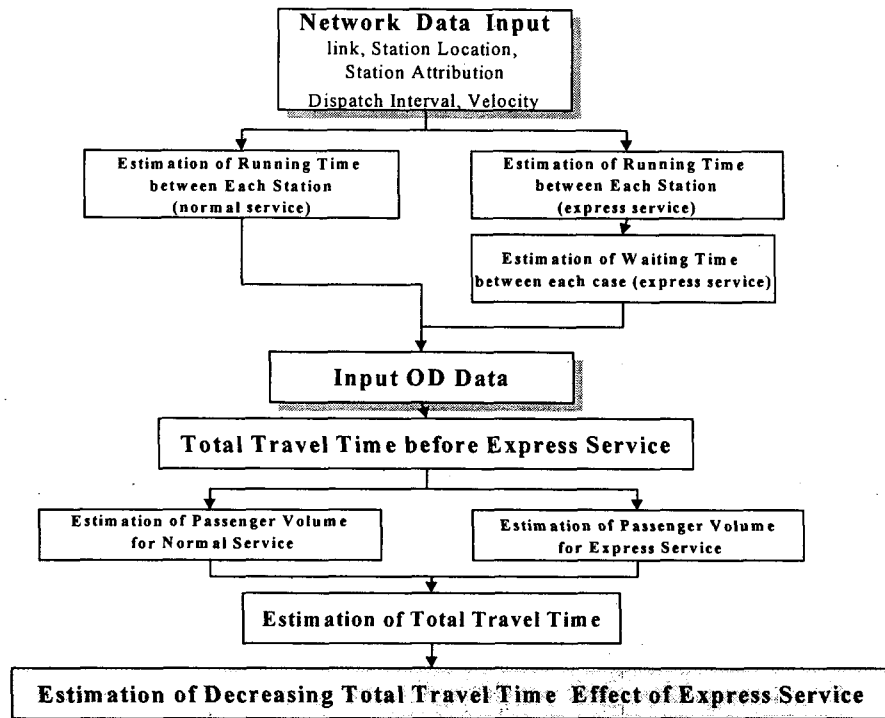 Network Data Input
link, Station Location,
Station Attribution
Dispatch Interval, Velocity
Estimation of Running Time
between Each Station
(normal service)
Estimation of Running Time
between Each Station
(express service)
Estimation of Waiting Time
between each case (express service)
Input OD Data
Total Travel Time before Express Service
Estimation of Passenger Volume
for Normal Service
Estimation of Passenger Volume
for Express Service
Estimation of Total Travel Time
Estimation of Decreasing Total Travel Time Effect of Express Service